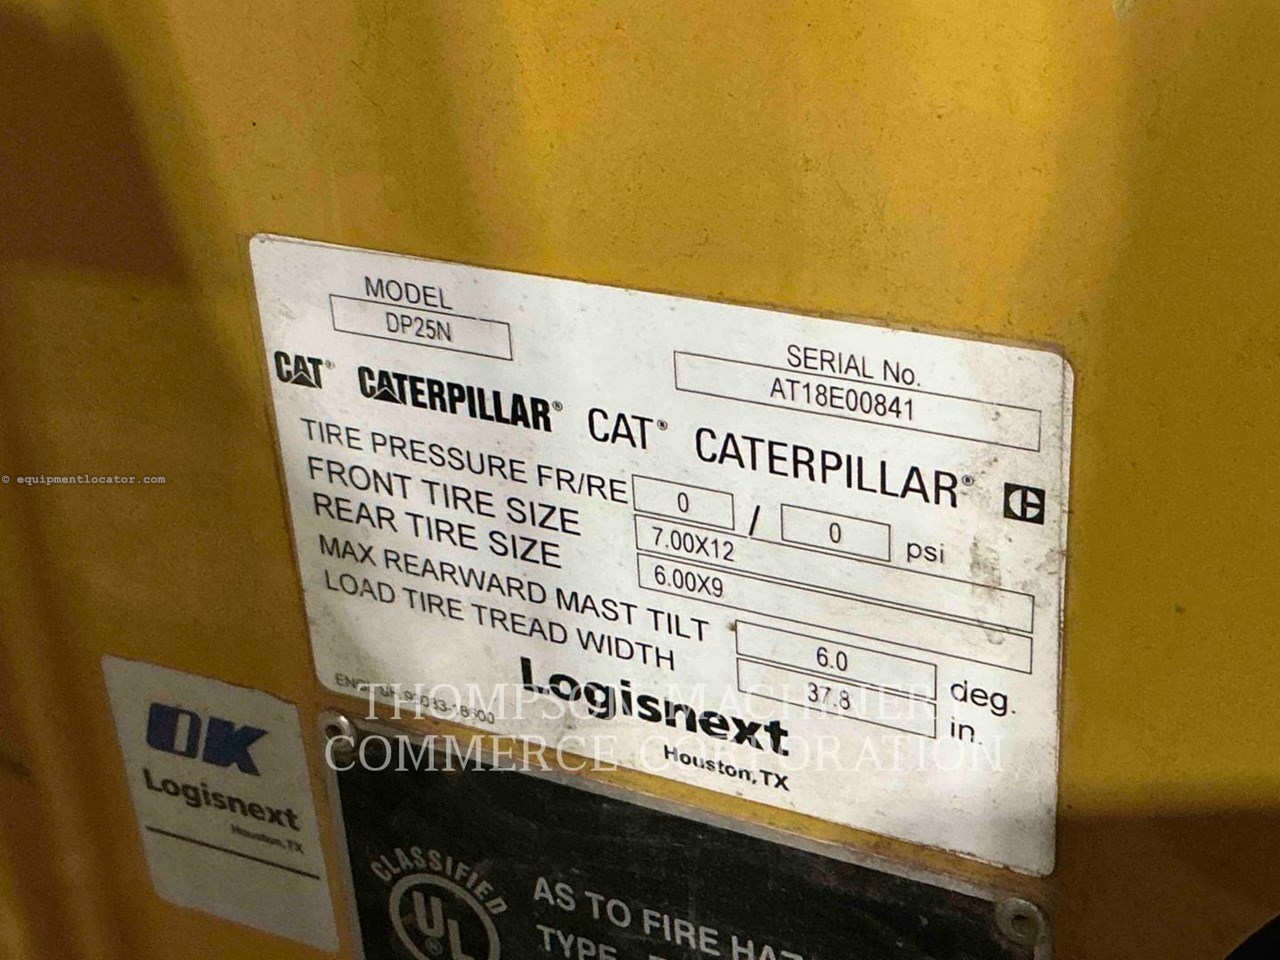 MODEL
DP25N
SERIAL No.
AT18E00841
CAT® CATERPILLAR® CAT® CATERPILLAR®
TIRE PRESSURE FR/RE 0 / 0 psi
FRONT TIRE SIZE 7.00X12
REAR TIRE SIZE 6.00X9
MAX REARWARD MAST TILT 6.0 deg.
LOAD TIRE TREAD WIDTH 37.8 in.
Logisnext
Houston, TX
© equipmentlocator.com
THOMPSON MACHINERY
COMMERCE CORPORATION
OK
Logisnext
Houston, TX
CLASSIFIED
UL®
AS TO FIRE
TYPE